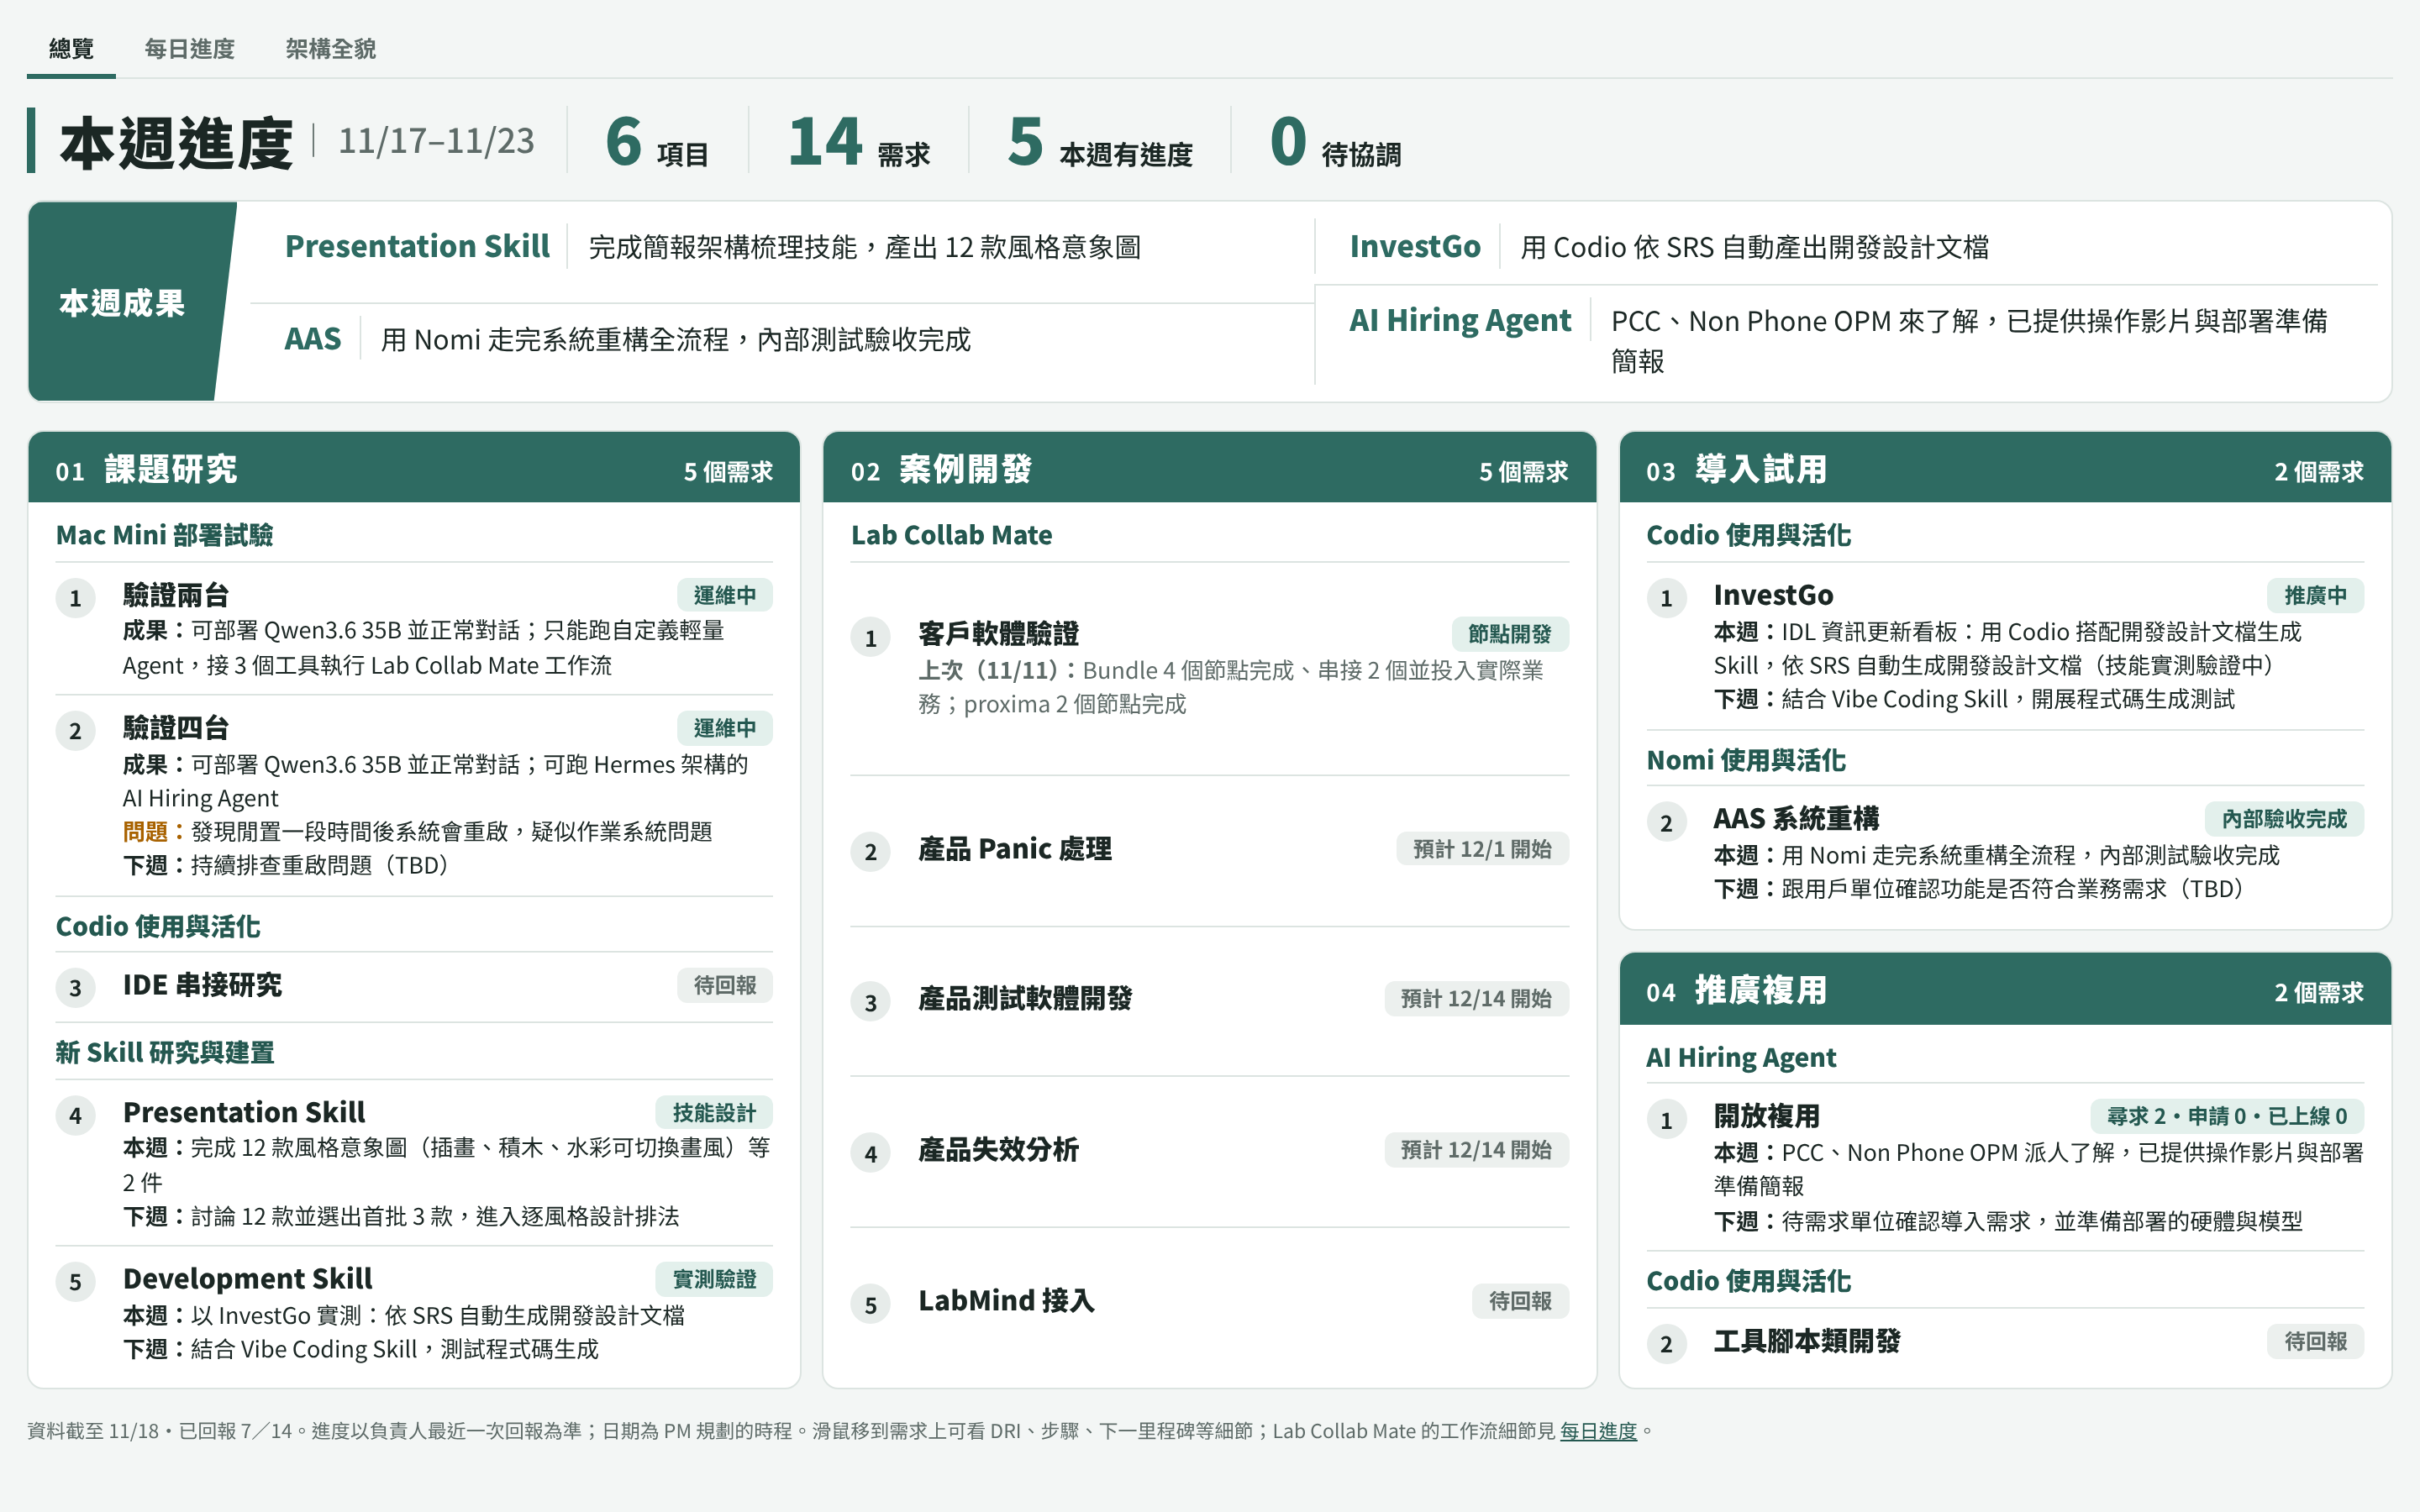 總覽
每日進度
架構全貌
本週進度
11/17–11/23
6 項目
14 需求
5 本週有進度
0 待協調
本週成果
Presentation Skill
完成簡報架構梳理技能，產出 12 款風格意象圖
AAS
用 Nomi 走完系統重構全流程，內部測試驗收完成
InvestGo
用 Codio 依 SRS 自動產出開發設計文檔
AI Hiring Agent
PCC、Non Phone OPM 來了解，已提供操作影片與部署準備
簡報
01 課題研究
5 個需求
Mac Mini 部署試驗
1
驗證兩台
運維中
成果：可部署 Qwen3.6 35B 並正常對話；只能跑自定義輕量
Agent，接 3 個工具執行 Lab Collab Mate 工作流
2
驗證四台
運維中
成果：可部署 Qwen3.6 35B 並正常對話；可跑 Hermes 架構的
AI Hiring Agent
問題：發現閒置一段時間後系統會重啟，疑似作業系統問題
下週：持續排查重啟問題（TBD）
Codio 使用與活化
3
IDE 串接研究
待回報
新 Skill 研究與建置
4
Presentation Skill
技能設計
本週：完成 12 款風格意象圖（插畫、積木、水彩可切換畫風）等
2 件
下週：討論 12 款並選出首批 3 款，進入逐風格設計排法
5
Development Skill
實測驗證
本週：以 InvestGo 實測：依 SRS 自動生成開發設計文檔
下週：結合 Vibe Coding Skill，測試程式碼生成
02 案例開發
5 個需求
Lab Collab Mate
1
客戶軟體驗證
節點開發
上次（11/11）：Bundle 4 個節點完成、串接 2 個並投入實際業
務；proxima 2 個節點完成
2
產品 Panic 處理
預計 12/1 開始
3
產品測試軟體開發
預計 12/14 開始
4
產品失效分析
預計 12/14 開始
5
LabMind 接入
待回報
03 導入試用
2 個需求
Codio 使用與活化
1
InvestGo
推廣中
本週：IDL 資訊更新看板：用 Codio 搭配開發設計文檔生成
Skill，依 SRS 自動生成開發設計文檔（技能實測驗證中）
下週：結合 Vibe Coding Skill，開展程式碼生成測試
Nomi 使用與活化
2
AAS 系統重構
內部驗收完成
本週：用 Nomi 走完系統重構全流程，內部測試驗收完成
下週：跟用戶單位確認功能是否符合業務需求（TBD）
04 推廣複用
2 個需求
AI Hiring Agent
1
開放複用
尋求 2・申請 0・已上線 0
本週：PCC、Non Phone OPM 派人了解，已提供操作影片與部署
準備簡報
下週：待需求單位確認導入需求，並準備部署的硬體與模型
Codio 使用與活化
2
工具腳本類開發
待回報
資料截至 11/18・已回報 7／14。進度以負責人最近一次回報為準；日期為 PM 規劃的時程。滑鼠移到需求上可看 DRI、步驟、下一里程碑等細節；Lab Collab Mate 的工作流細節見 每日進度。